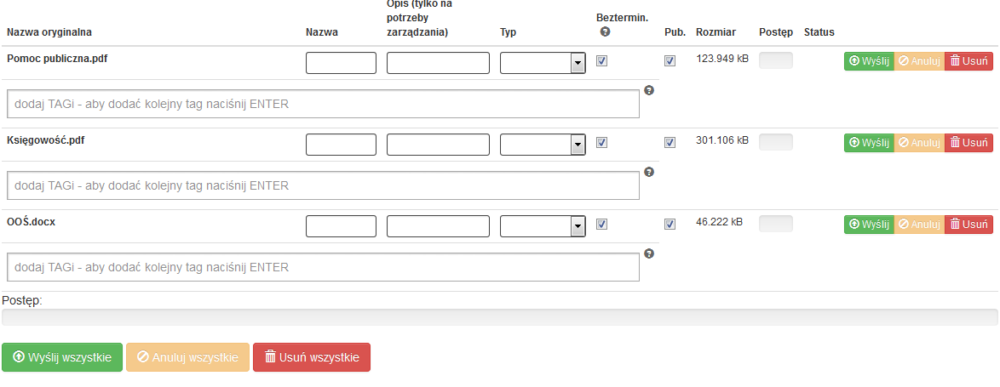 Opis (tylko na
potrzeby
zarządzania)
Nazwa oryginalna Nazwa Typ Beztermin. Pub. Rozmiar Postęp Status
Pomoc publiczna.pdf 123.949 kB Wyślij Anuluj Usuń
dodaj TAGi - aby dodać kolejny tag naciśnij ENTER
Księgowość.pdf 301.106 kB Wyślij Anuluj Usuń
dodaj TAGi - aby dodać kolejny tag naciśnij ENTER
OOŚ.docx 46.222 kB Wyślij Anuluj Usuń
dodaj TAGi - aby dodać kolejny tag naciśnij ENTER
Postęp:
Wyślij wszystkie Anuluj wszystkie Usuń wszystkie